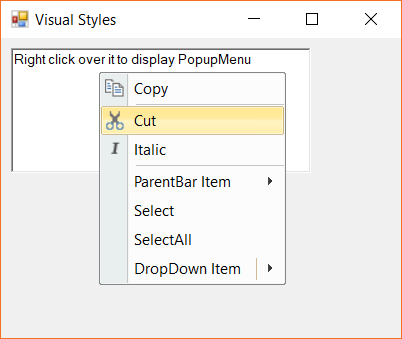 Visual Styles
Right click over it to display PopupMenu
Copy
Cut
Italic
ParentBar Item
Select
SelectAll
DropDown Item